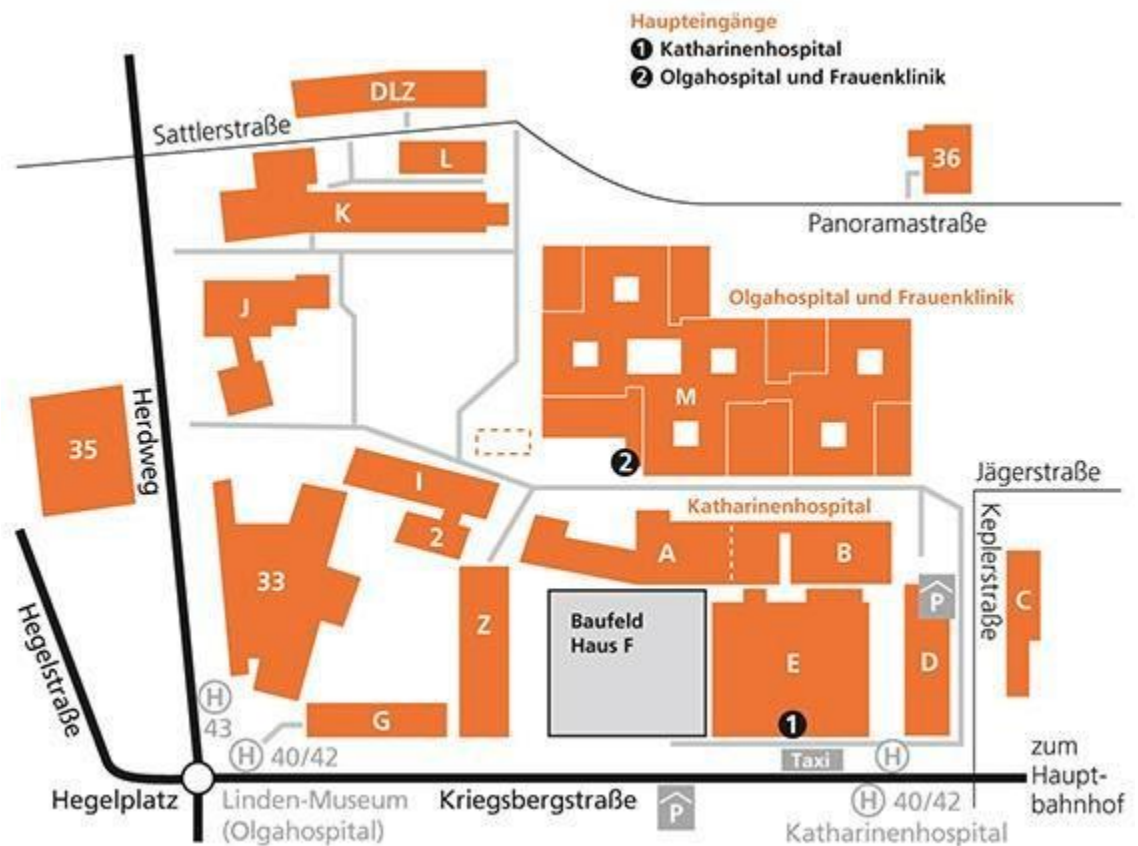 Haupteingänge
1 Katharinenhospital
2 Olgahospital und Frauenklinik
DLZ
Sattlerstraße
L
36
K
Panoramastraße
J
Olgahospital und Frauenklinik
Herdweg
M
35
2
Jägerstraße
I
Katharinenhospital
Keplerstraße
2
A
B
33
P
C
Z
Baufeld
Haus F
E
D
Hegelstraße
H
43
G
1
H 40/42
Taxi
H
zum
Haupt-
bahnhof
Hegelplatz
Linden-Museum
(Olgahospital)
Kriegsbergstraße
P
H 40/42
Katharinenhospital